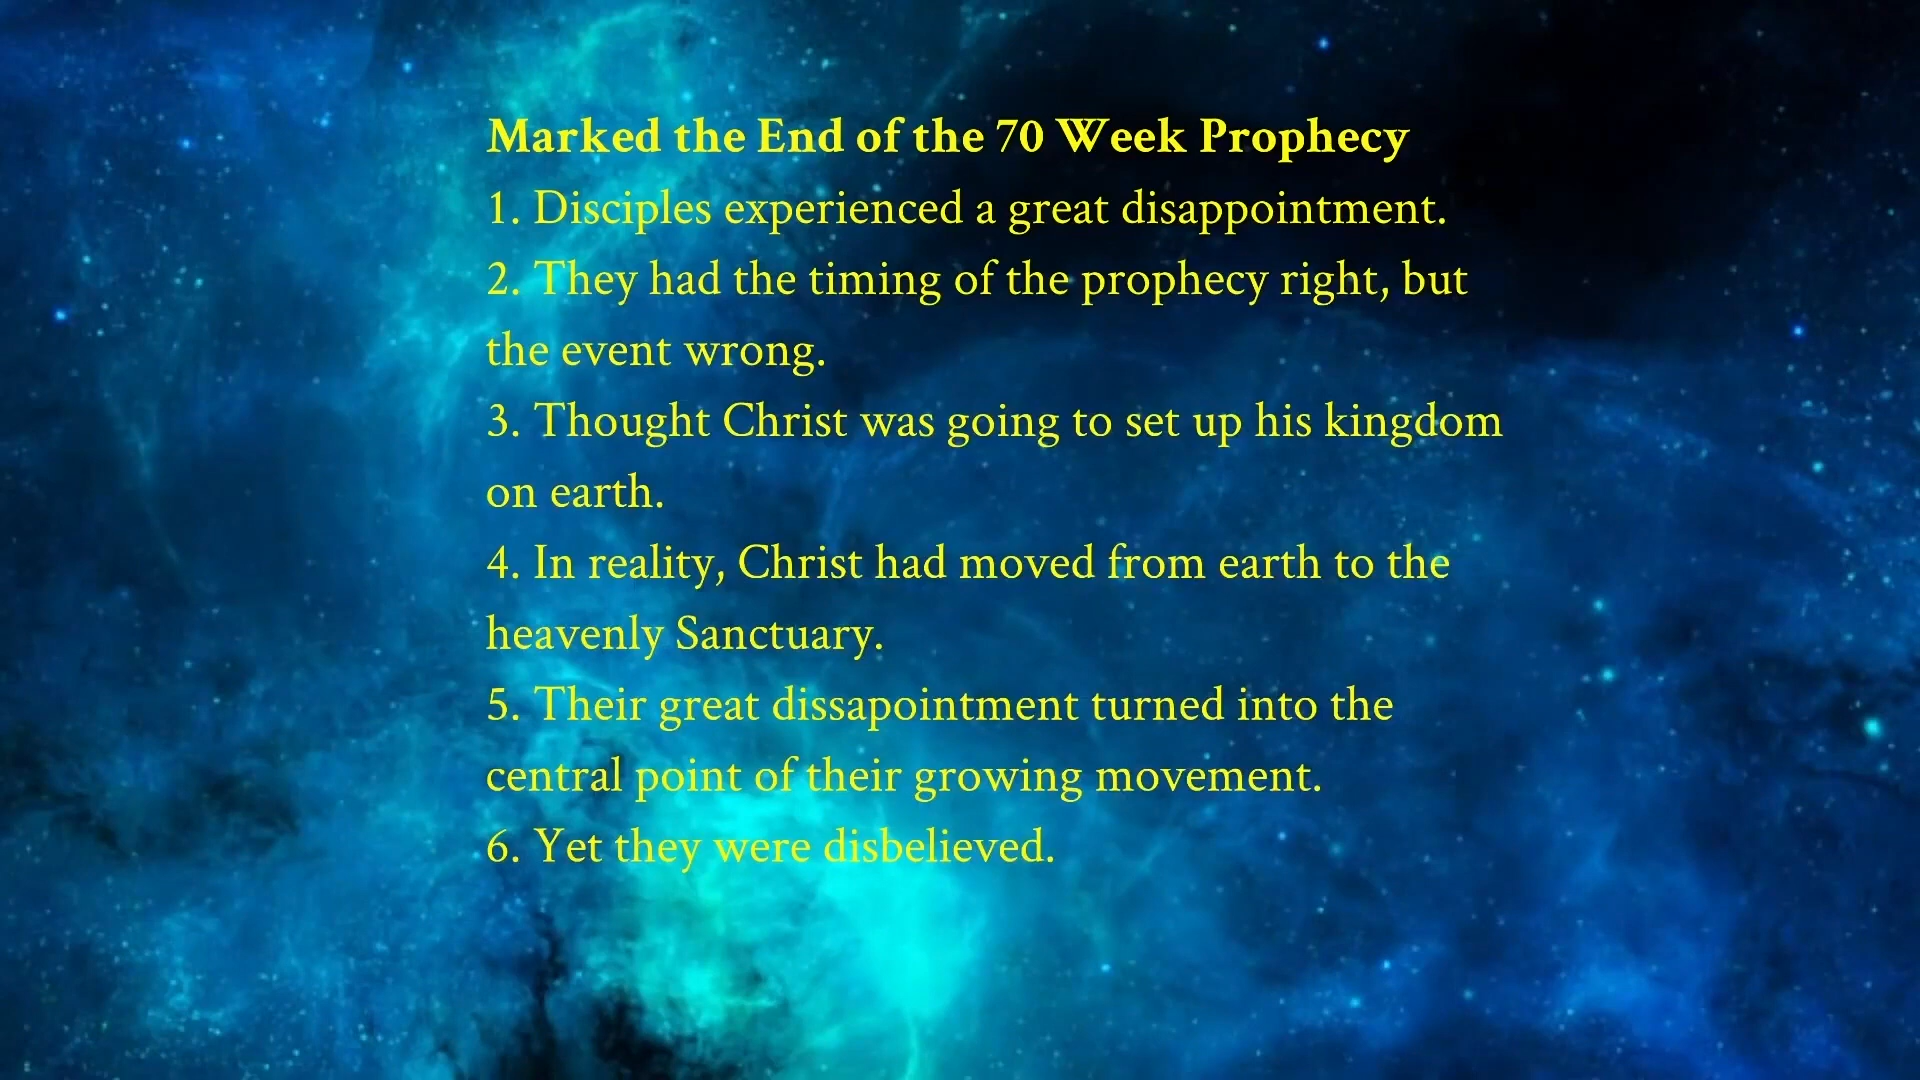 Marked the End of the 70 Week Prophecy
1. Disciples experienced a great disappointment.
2. They had the timing of the prophecy right, but
the event wrong.
3. Thought Christ was going to set up his kingdom
on earth.
4. In reality, Christ had moved from earth to the
heavenly Sanctuary.
5. Their great dissapointment turned into the
central point of their growing movement.
6. Yet they were disbelieved.